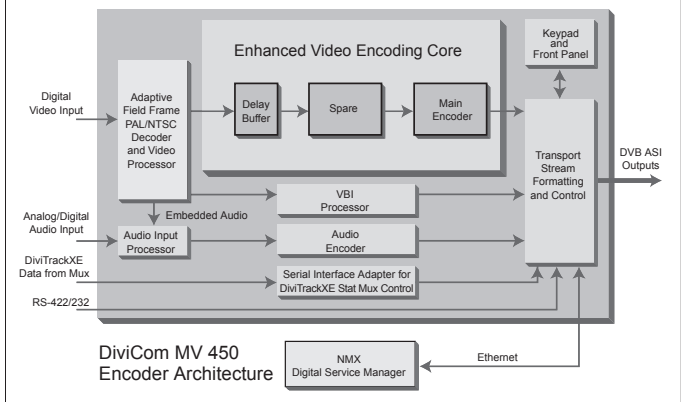 Enhanced Video Encoding Core
Keypad
and
Front Panel
Digital
Video Input
Adaptive
Field Frame
PAL/NTSC
Decoder
and Video
Processor
Delay
Buffer
Spare
Main
Encoder
Transport
Stream
Formatting
and Control
DVB ASI
Outputs
VBI
Processor
Embedded Audio
Analog/Digital
Audio Input
Audio Input
Processor
Audio
Encoder
DiviTrackXE
Data from Mux
Serial Interface Adapter for
DiviTrackXE Stat Mux Control
RS-422/232
DiviCom MV 450
Encoder Architecture
NMX
Digital Service Manager
Ethernet